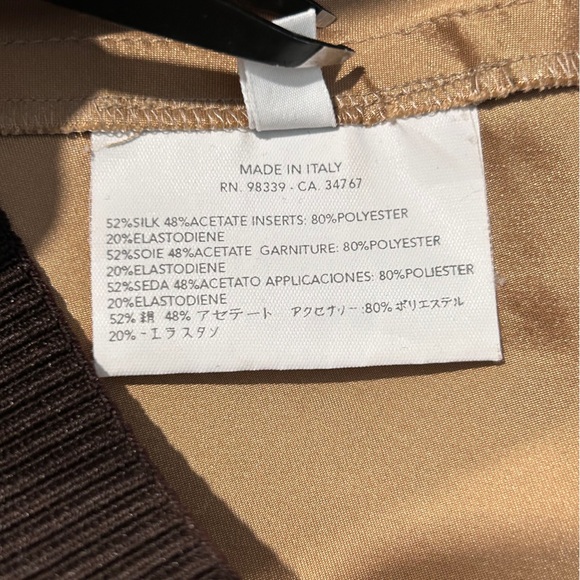 MADE IN ITALY
RN. 98339 - CA. 34767
52%SILK 48%ACETATE INSERTS: 80%POLYESTER
20%ELASTODIENE
52%SOIE 48%ACETATE GARNITURE: 80%POLYESTER
20%ELASTODIENE
52%SEDA 48%ACETATO APPLICACIONES: 80%POLIESTER
20%ELASTODIENE
52% 絹 48% アセテート アクセサリー:80% ポリエステル
20% -エラスタン